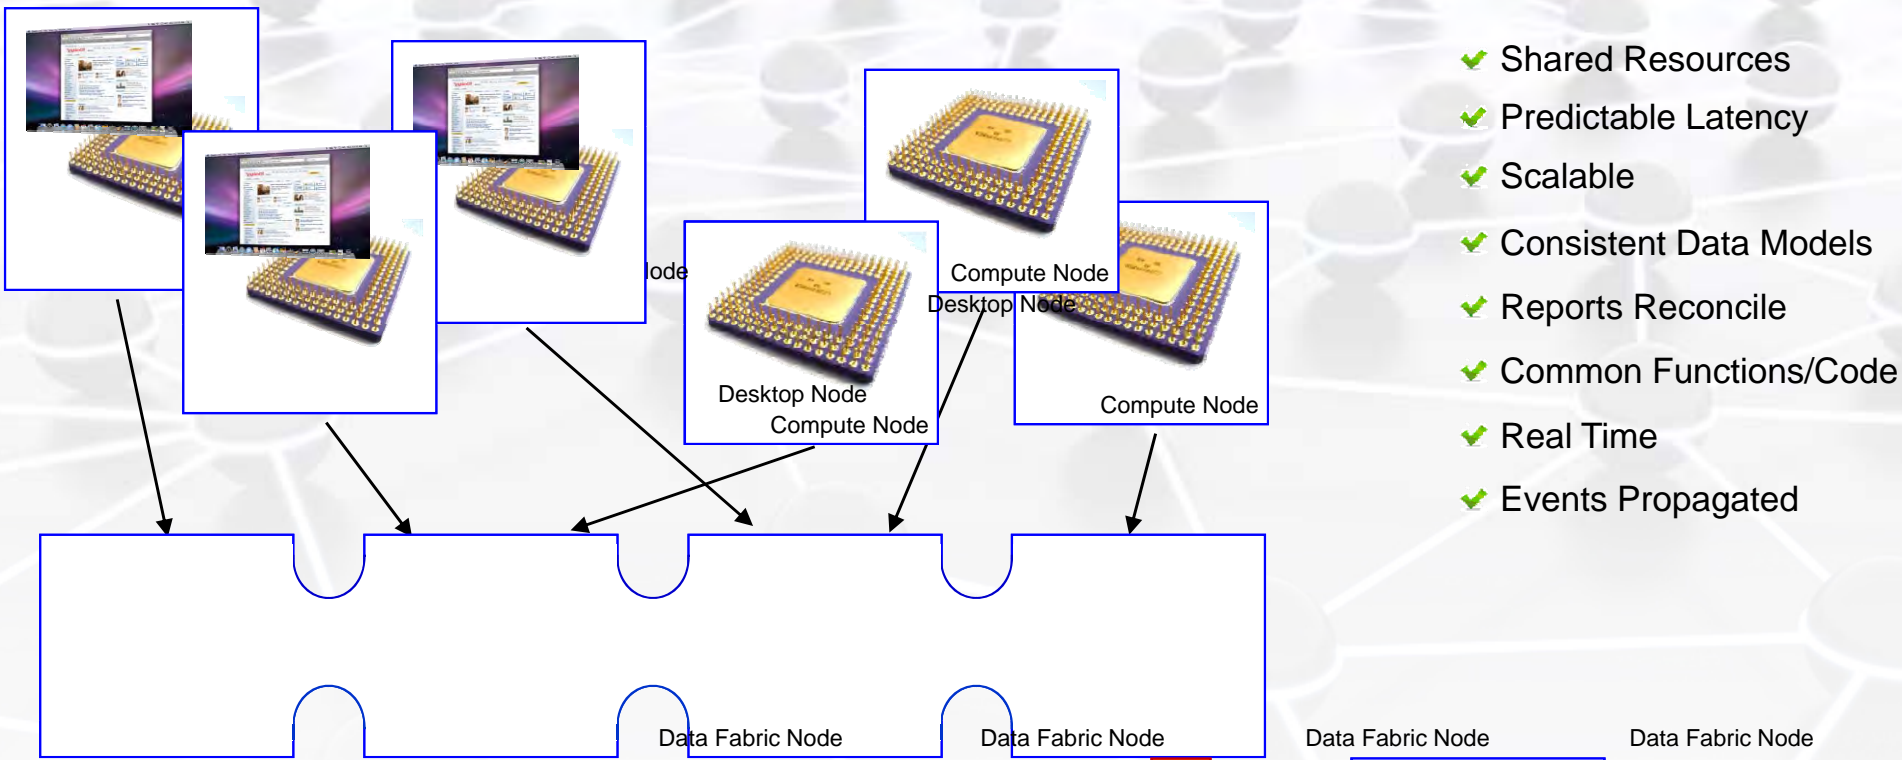 Shared Resources
Predictable Latency
Scalable
Consistent Data Models
Reports Reconcile
Common Functions/Code
Real Time
Events Propagated
lode
Compute Node
Desktop Node
Desktop Node
Compute Node
Compute Node
Data Fabric Node
Data Fabric Node
Data Fabric Node
Data Fabric Node